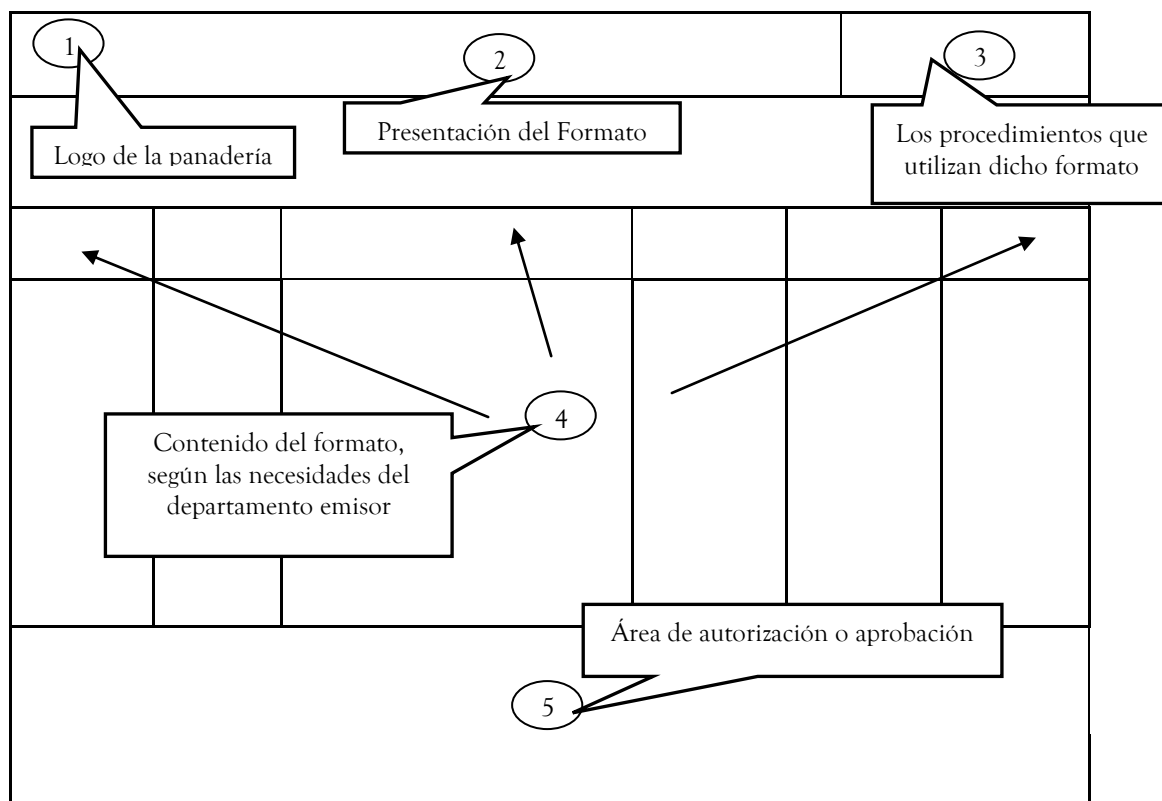 1
2
3
Logo de la panadería
Presentación del Formato
Los procedimientos que
utilizan dicho formato
4
Contenido del formato,
según las necesidades del
departamento emisor
Área de autorización o aprobación
5